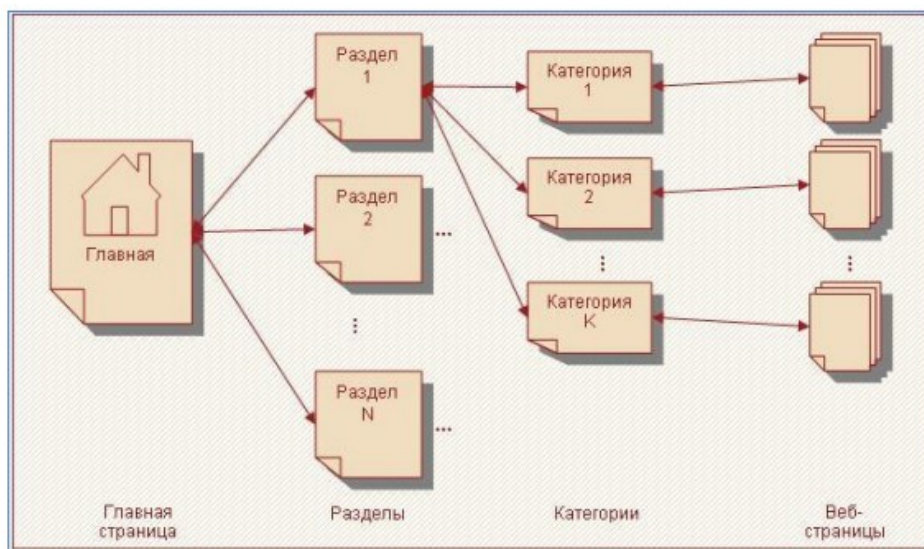 Главная
Раздел
1
Раздел
2
...
Раздел
N
...
Категория
1
Категория
2
Категория
K
Главная
страница
Разделы
Категории
Веб-
страницы